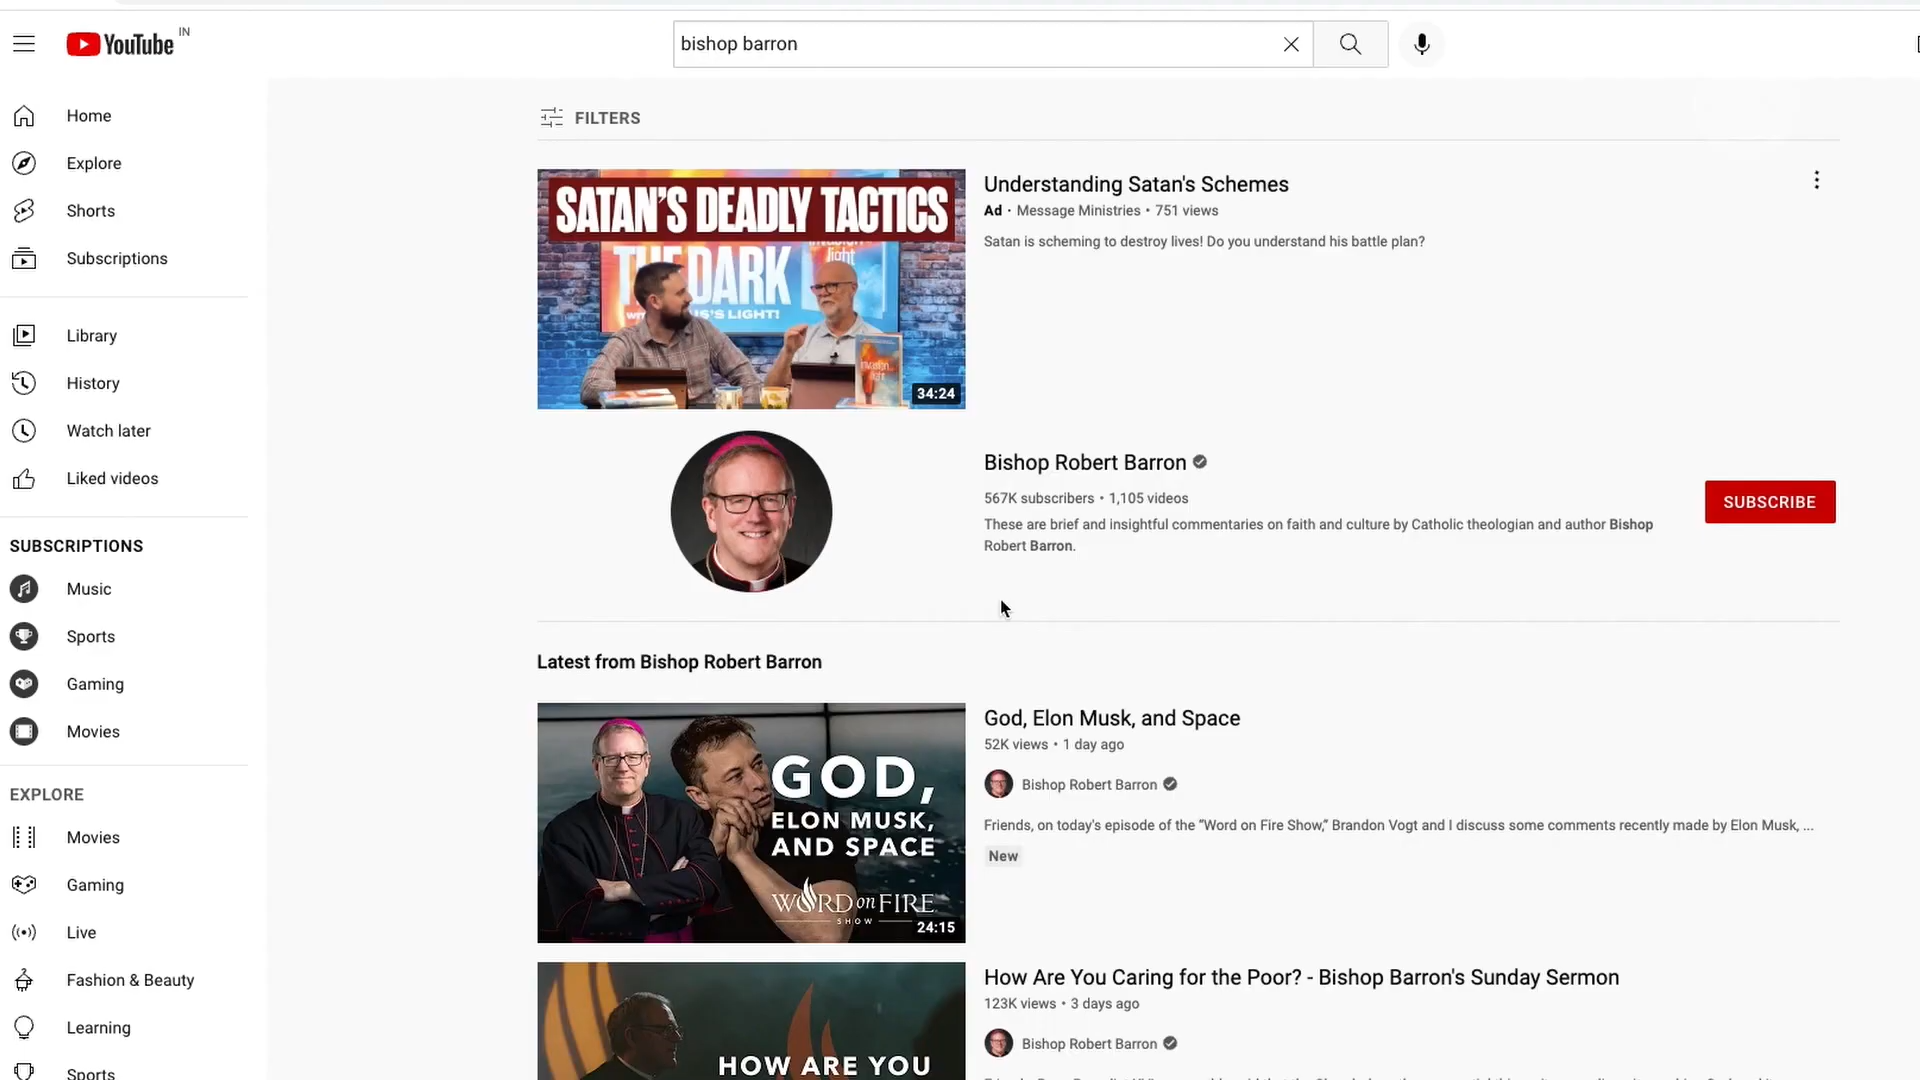 YouTube IN
bishop barron
Home
Explore
Shorts
Subscriptions
Library
History
Watch later
Liked videos
SUBSCRIPTIONS
Music
Sports
Gaming
Movies
EXPLORE
Movies
Gaming
Live
Fashion & Beauty
Learning
Sports
FILTERS
SATAN'S DEADLY TACTICS
THE DARK
light
34:24
Understanding Satan's Schemes
Ad · Message Ministries • 751 views
Satan is scheming to destroy lives! Do you understand his battle plan?
Bishop Robert Barron
567K subscribers • 1,105 videos
These are brief and insightful commentaries on faith and culture by Catholic theologian and author Bishop
Robert Barron.
SUBSCRIBE
Latest from Bishop Robert Barron
GOD,
ELON MUSK,
AND SPACE
WORD on FIRE
SHOW
24:15
God, Elon Musk, and Space
52K views • 1 day ago
Bishop Robert Barron
Friends, on today's episode of the “Word on Fire Show,” Brandon Vogt and I discuss some comments recently made by Elon Musk, ...
New
HOW ARE YOU
How Are You Caring for the Poor? - Bishop Barron's Sunday Sermon
123K views • 3 days ago
Bishop Robert Barron